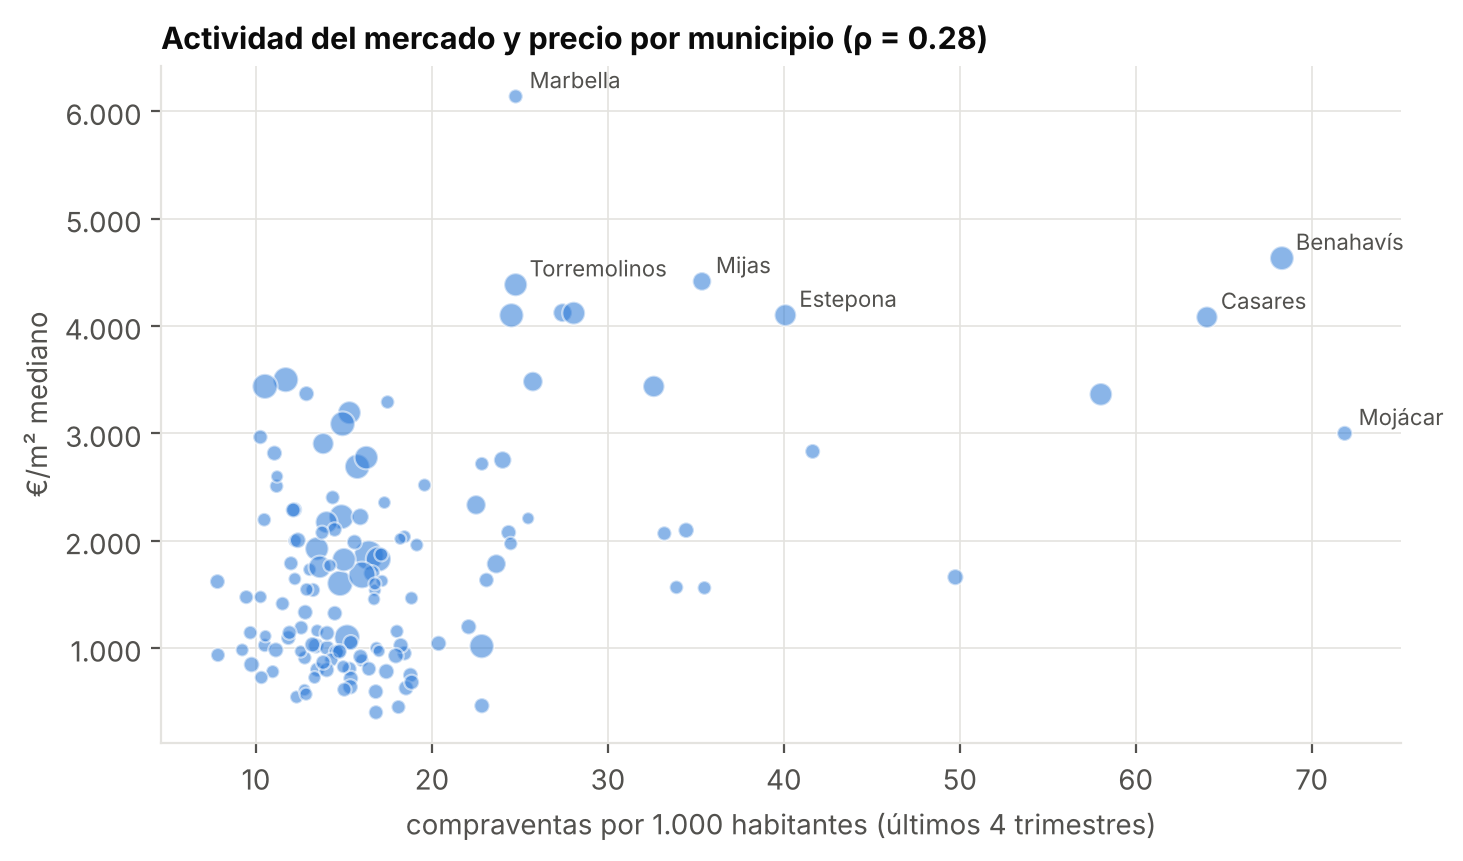 Actividad del mercado y precio por municipio (ρ = 0.28)
Marbella
6.000
5.000
Benahavís
Torremolinos
Mijas
Estepona
Casares
4.000
3.000
Mojácar
2.000
1.000
€/m² mediano
10 20 30 40 50 60 70
compraventas por 1.000 habitantes (últimos 4 trimestres)